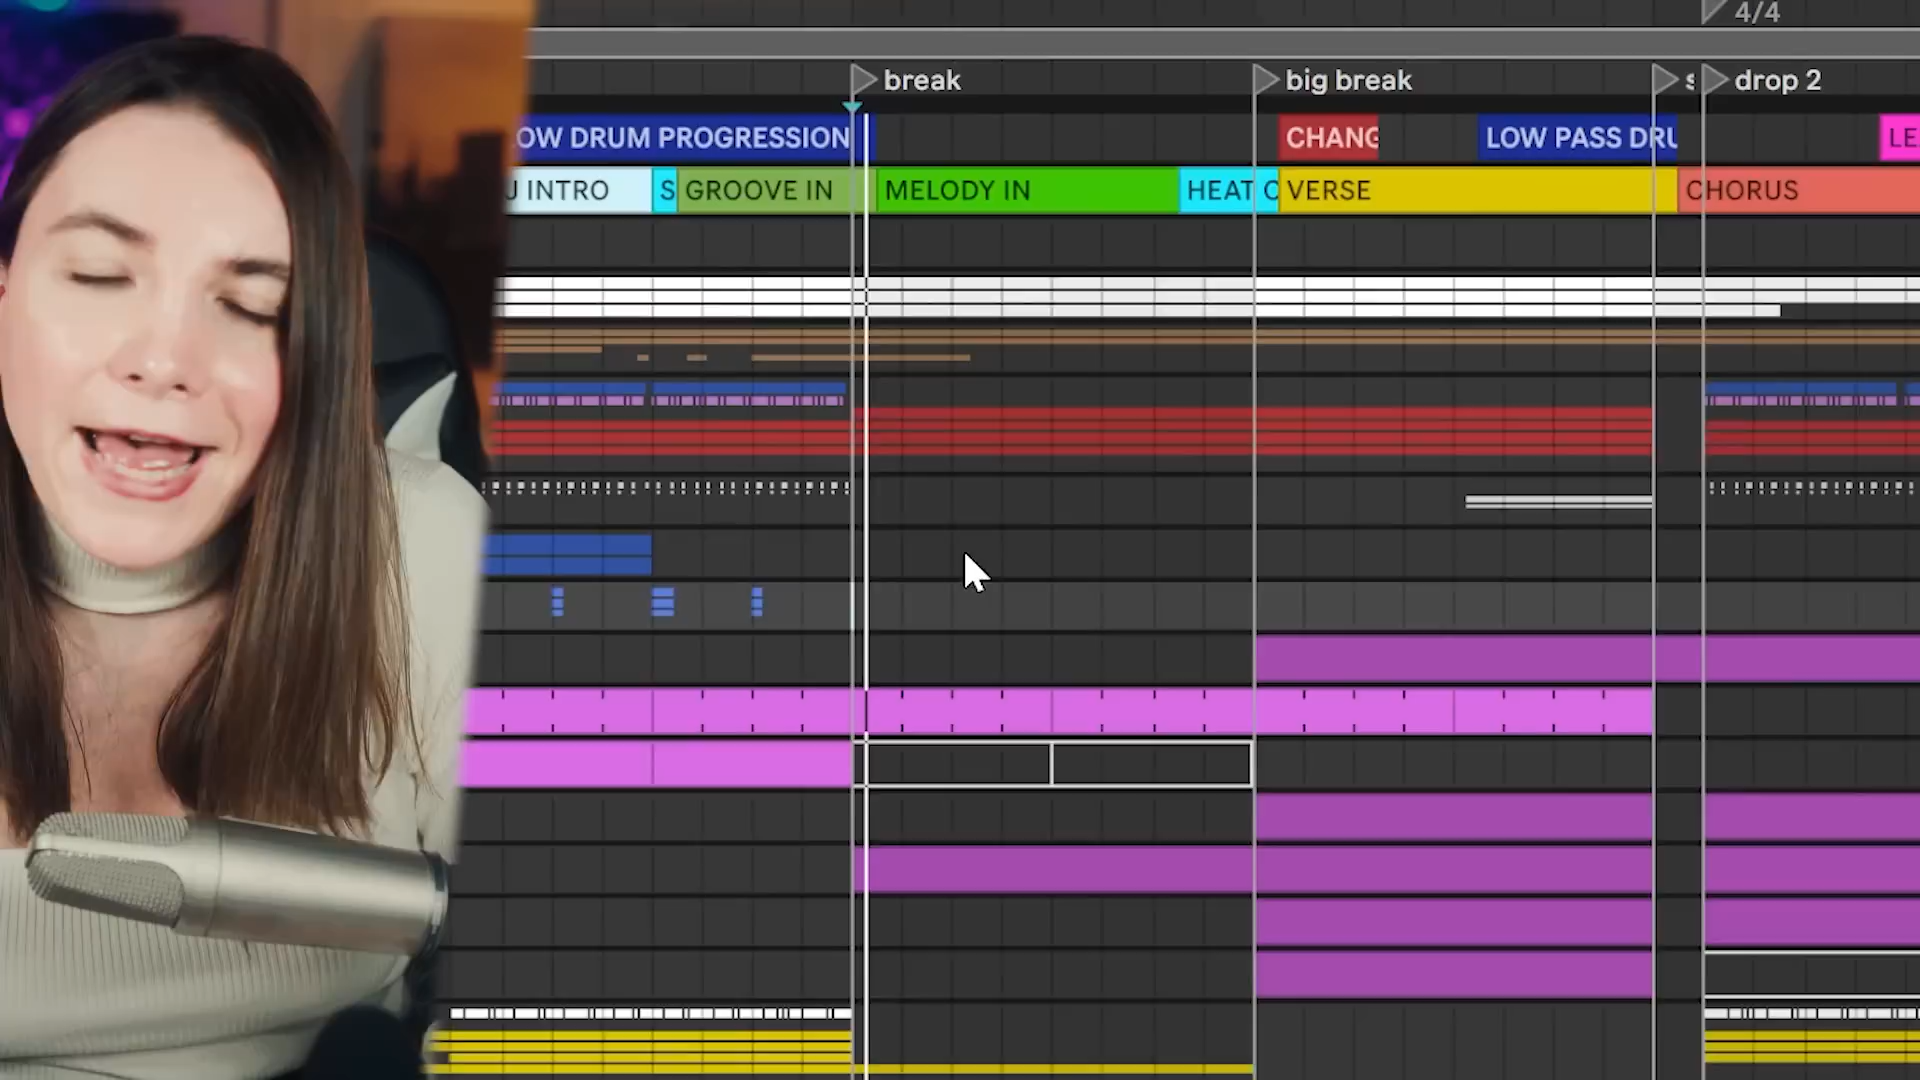 4/4
break
big break
s
drop 2
OW DRUM PROGRESSION
CHANG
LOW PASS DRU
LE
J INTRO
S
GROOVE IN
MELODY IN
HEAT C
VERSE
CHORUS